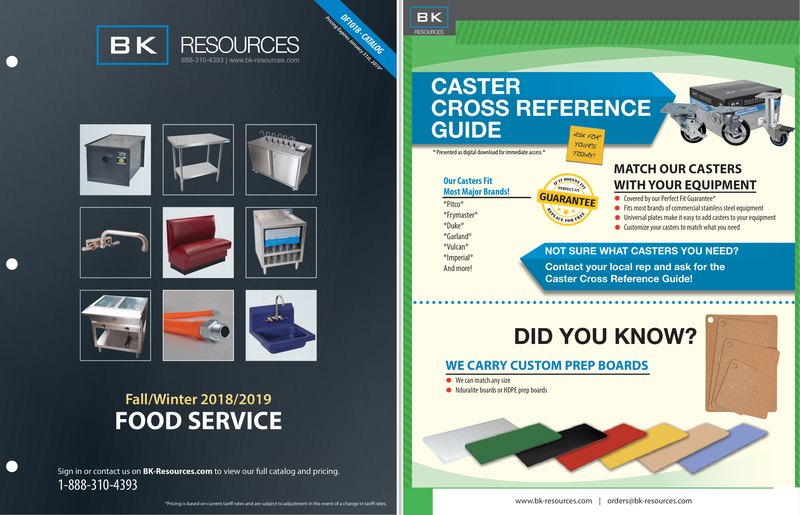 DF1018 - CATALOG
Pricing Expires January 31st, 2019*
BK RESOURCES
888-310-4393 | www.bk-resources.com
Fall/Winter 2018/2019
FOOD SERVICE
Sign in or contact us on BK-Resources.com to view our full catalog and pricing.
1-888-310-4393
*Pricing is based on current tariff rates and are subject to adjustment in the event of a change in tariff rates.
BK
RESOURCES
CASTER
CROSS REFERENCE
GUIDE
BK RESOURCES
ASK FOR
YOURS
TODAY!
* Presented as digital download for immediate access *
Our Casters Fit
Most Major Brands!
*Pitco*
*Frymaster*
*Duke*
*Garland*
*Vulcan*
*Imperial*
And more!
IF IT DOESN'T FIT
PERFECT FIT
GUARANTEE
REPLACE FOR FREE
MATCH OUR CASTERS
WITH YOUR EQUIPMENT
Covered by our Perfect Fit Guarantee*
Fits most brands of commercial stainless steel equipment
Universal plates make it easy to add casters to your equipment
Customize your casters to match what you need
NOT SURE WHAT CASTERS YOU NEED?
Contact your local rep and ask for the
Caster Cross Reference Guide!
DID YOU KNOW?
WE CARRY CUSTOM PREP BOARDS
We can match any size
Nduralite boards or HDPE prep boards
www.bk-resources.com | orders@bk-resources.com